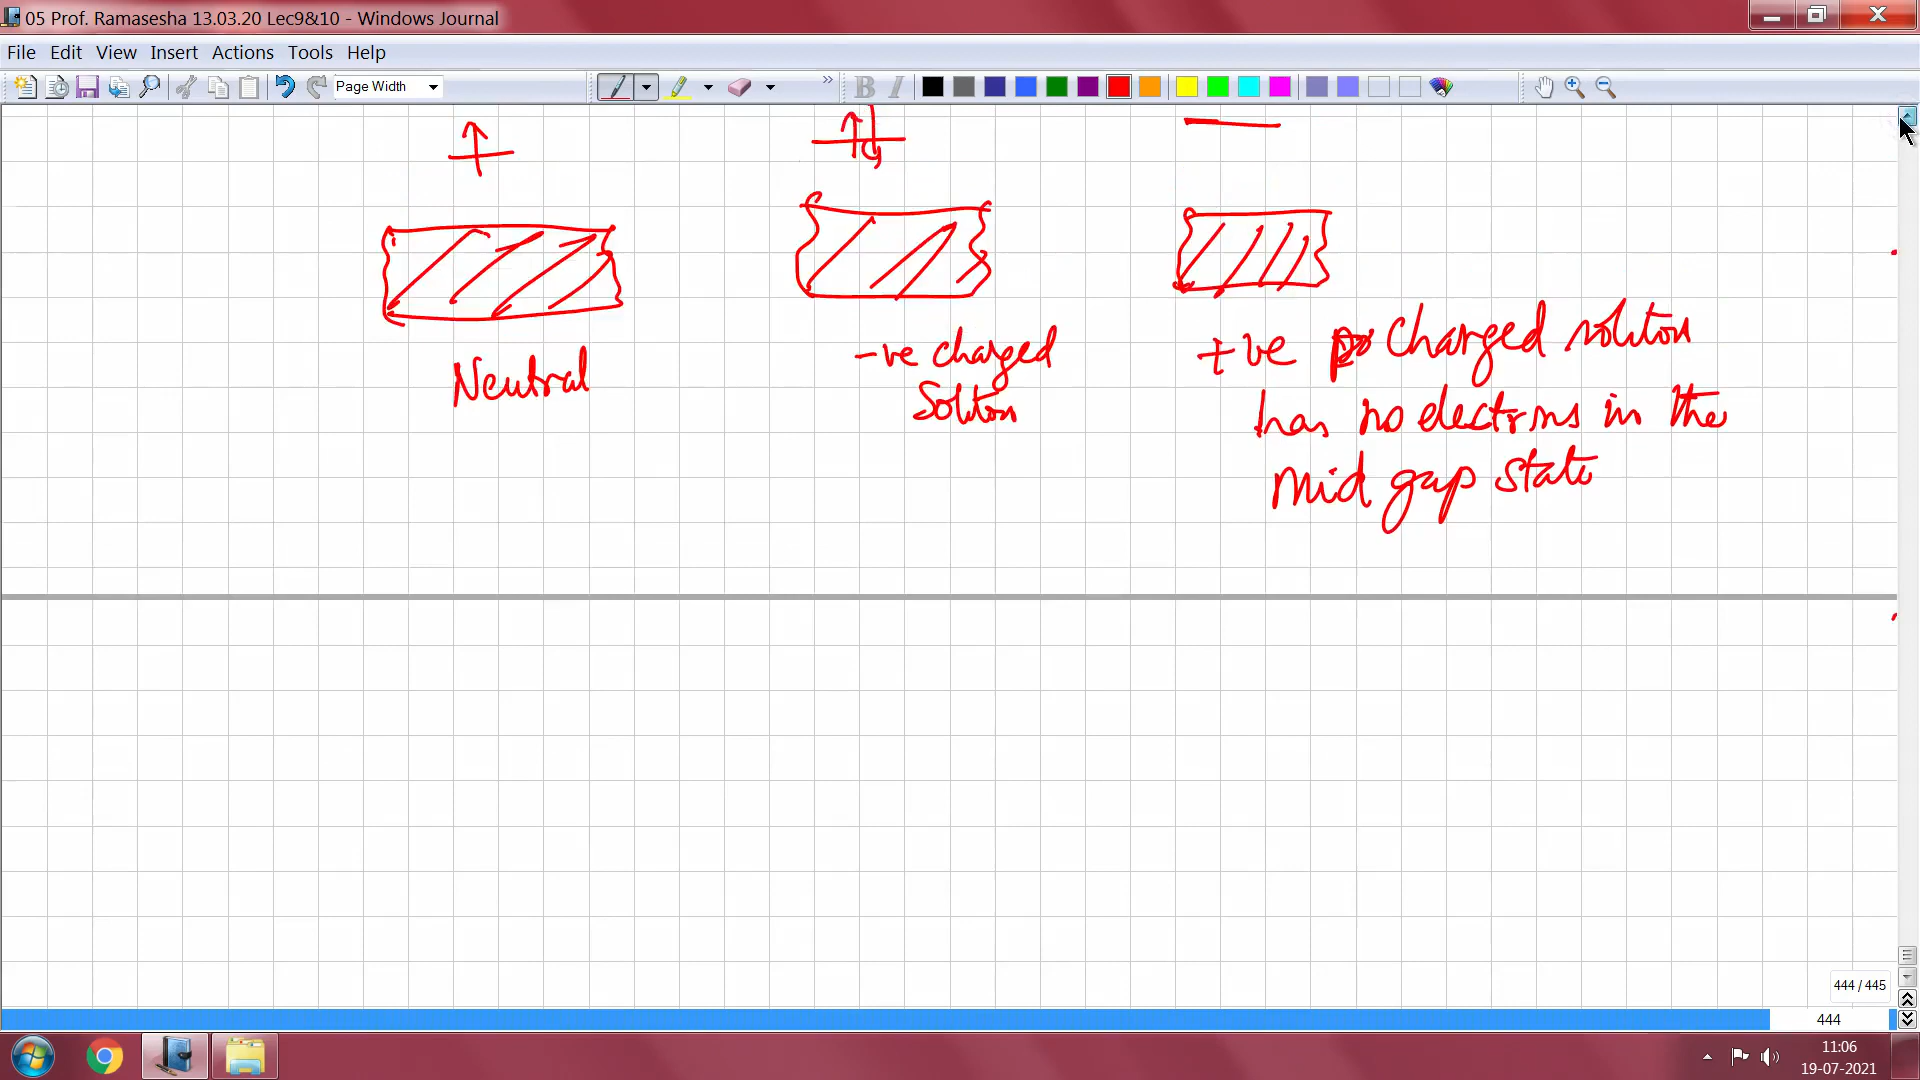 05 Prof. Ramasesha 13.03.20 Lec9&10 - Windows Journal
File Edit View Insert Actions Tools Help
Page Width
B I
Neutral
-ve charged
Soliton
+ve Charged soliton
has no electrons in the
mid gap state
444 / 445
444
11:06
19-07-2021